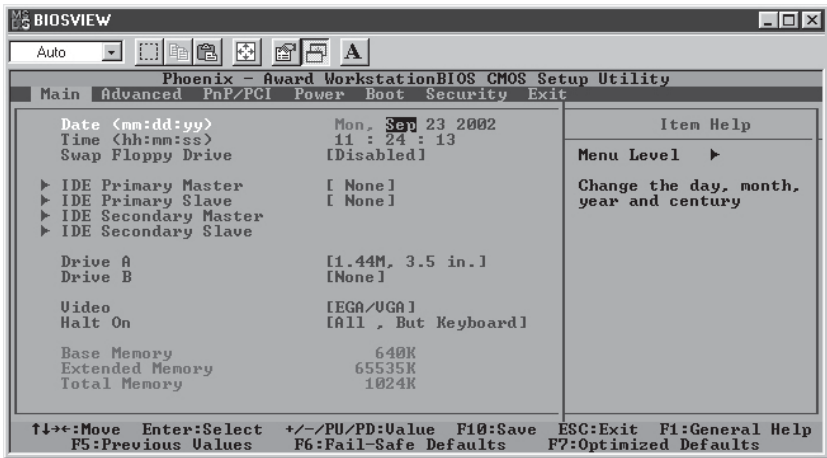 MS DOS BIOSVIEW
Auto A
Phoenix - Award WorkstationBIOS CMOS Setup Utility
Main Advanced PnP/PCI Power Boot Security Exit
Date (mm:dd:yy) Mon, Sep 23 2002
Time (hh:mm:ss) 11 : 24 : 13
Swap Floppy Drive [Disabled]
IDE Primary Master [ None]
IDE Primary Slave [ None]
IDE Secondary Master
IDE Secondary Slave
Drive A [1.44M, 3.5 in.]
Drive B [None]
Video [EGA/VGA]
Halt On [All , But Keyboard]
Base Memory 640K
Extended Memory 65535K
Total Memory 1024K
Item Help
Menu Level ▶
Change the day, month,
year and century
↑↓→←:Move Enter:Select +/-/PU/PD:Value F10:Save ESC:Exit F1:General Help
F5:Previous Values F6:Fail-Safe Defaults F7:Optimized Defaults